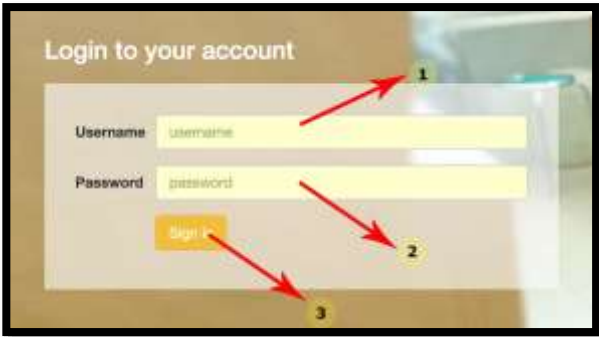 Login to your account
1
Username username
Password password
Sign in
2
3